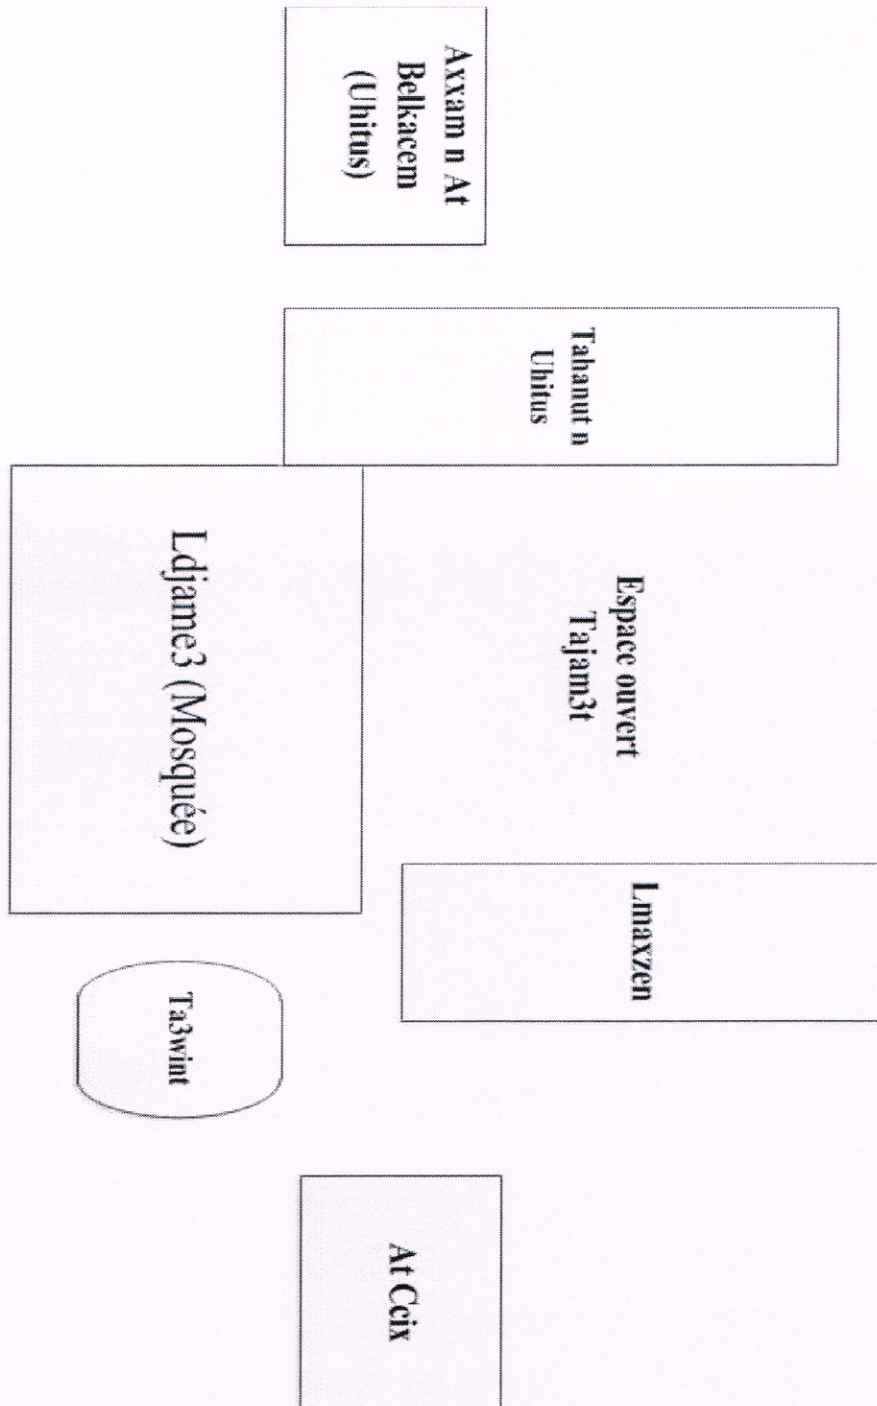 Axxam n At
Belkacem
(Uhitus)
Tahanut n
Uhitus
Espace ouvert
Tajam3t
Ldjame3 (Mosquée)
Lmaxzen
Ta3wint
At Ccix